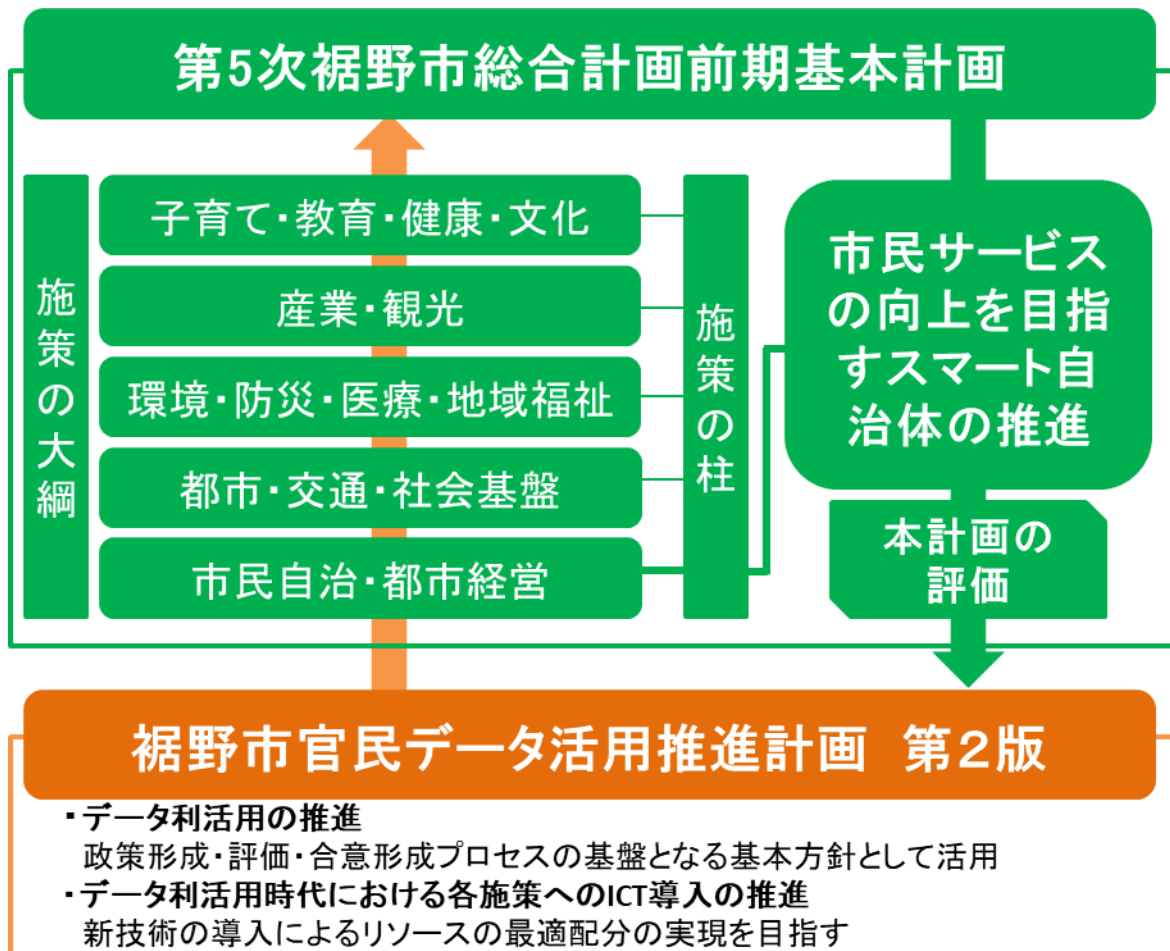 第5次裾野市総合計画前期基本計画
施策の大綱
子育て・教育・健康・文化
産業・観光
環境・防災・医療・地域福祉
都市・交通・社会基盤
市民自治・都市経営
施策の柱
市民サービス
の向上を目指
すスマート自
治体の推進
本計画の
評価
裾野市官民データ活用推進計画 第2版
・データ利活用の推進
政策形成・評価・合意形成プロセスの基盤となる基本方針として活用
・データ利活用時代における各施策へのICT導入の推進
新技術の導入によるリソースの最適配分の実現を目指す